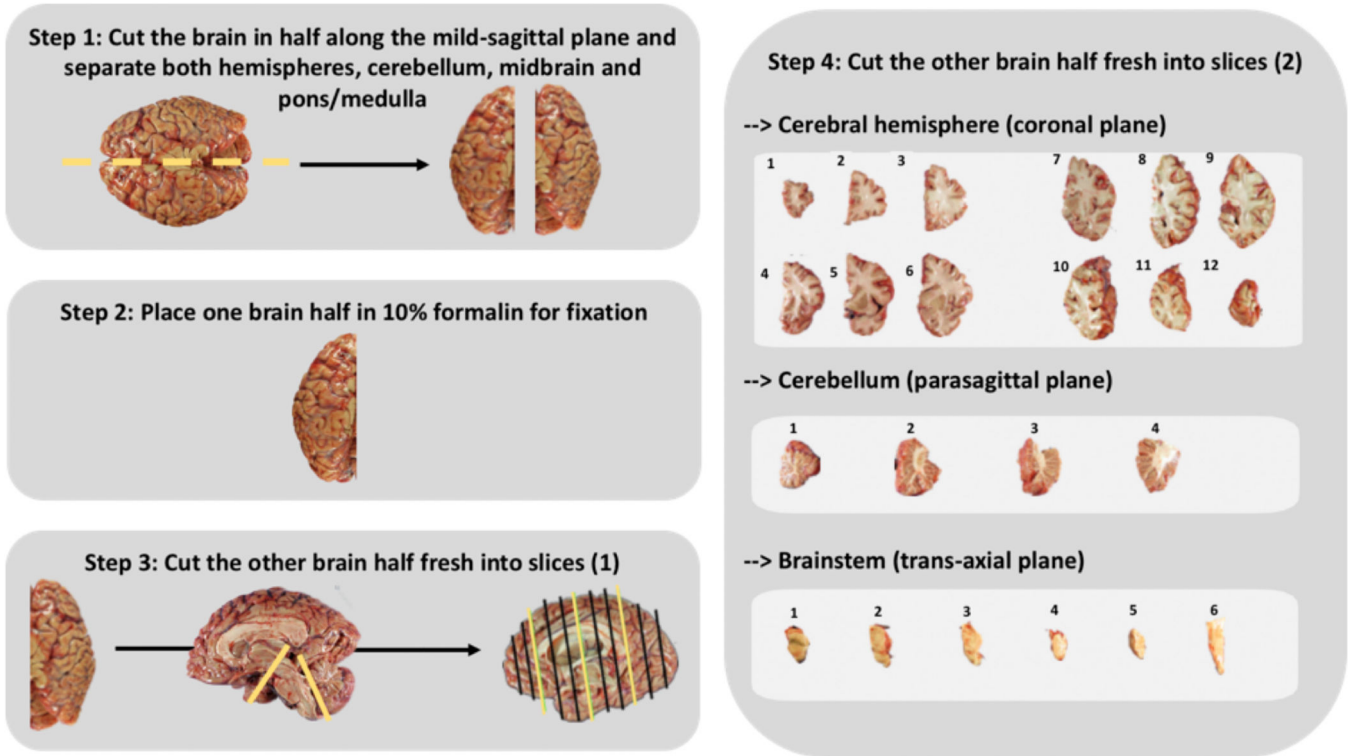 Step 1: Cut the brain in half along the mild-sagittal plane and
separate both hemispheres, cerebellum, midbrain and
pons/medulla
Step 2: Place one brain half in 10% formalin for fixation
Step 3: Cut the other brain half fresh into slices (1)
Step 4: Cut the other brain half fresh into slices (2)
--> Cerebral hemisphere (coronal plane)
1 2 3 7 8 9
4 5 6 10 11 12
--> Cerebellum (parasagittal plane)
1 2 3 4
--> Brainstem (trans-axial plane)
1 2 3 4 5 6